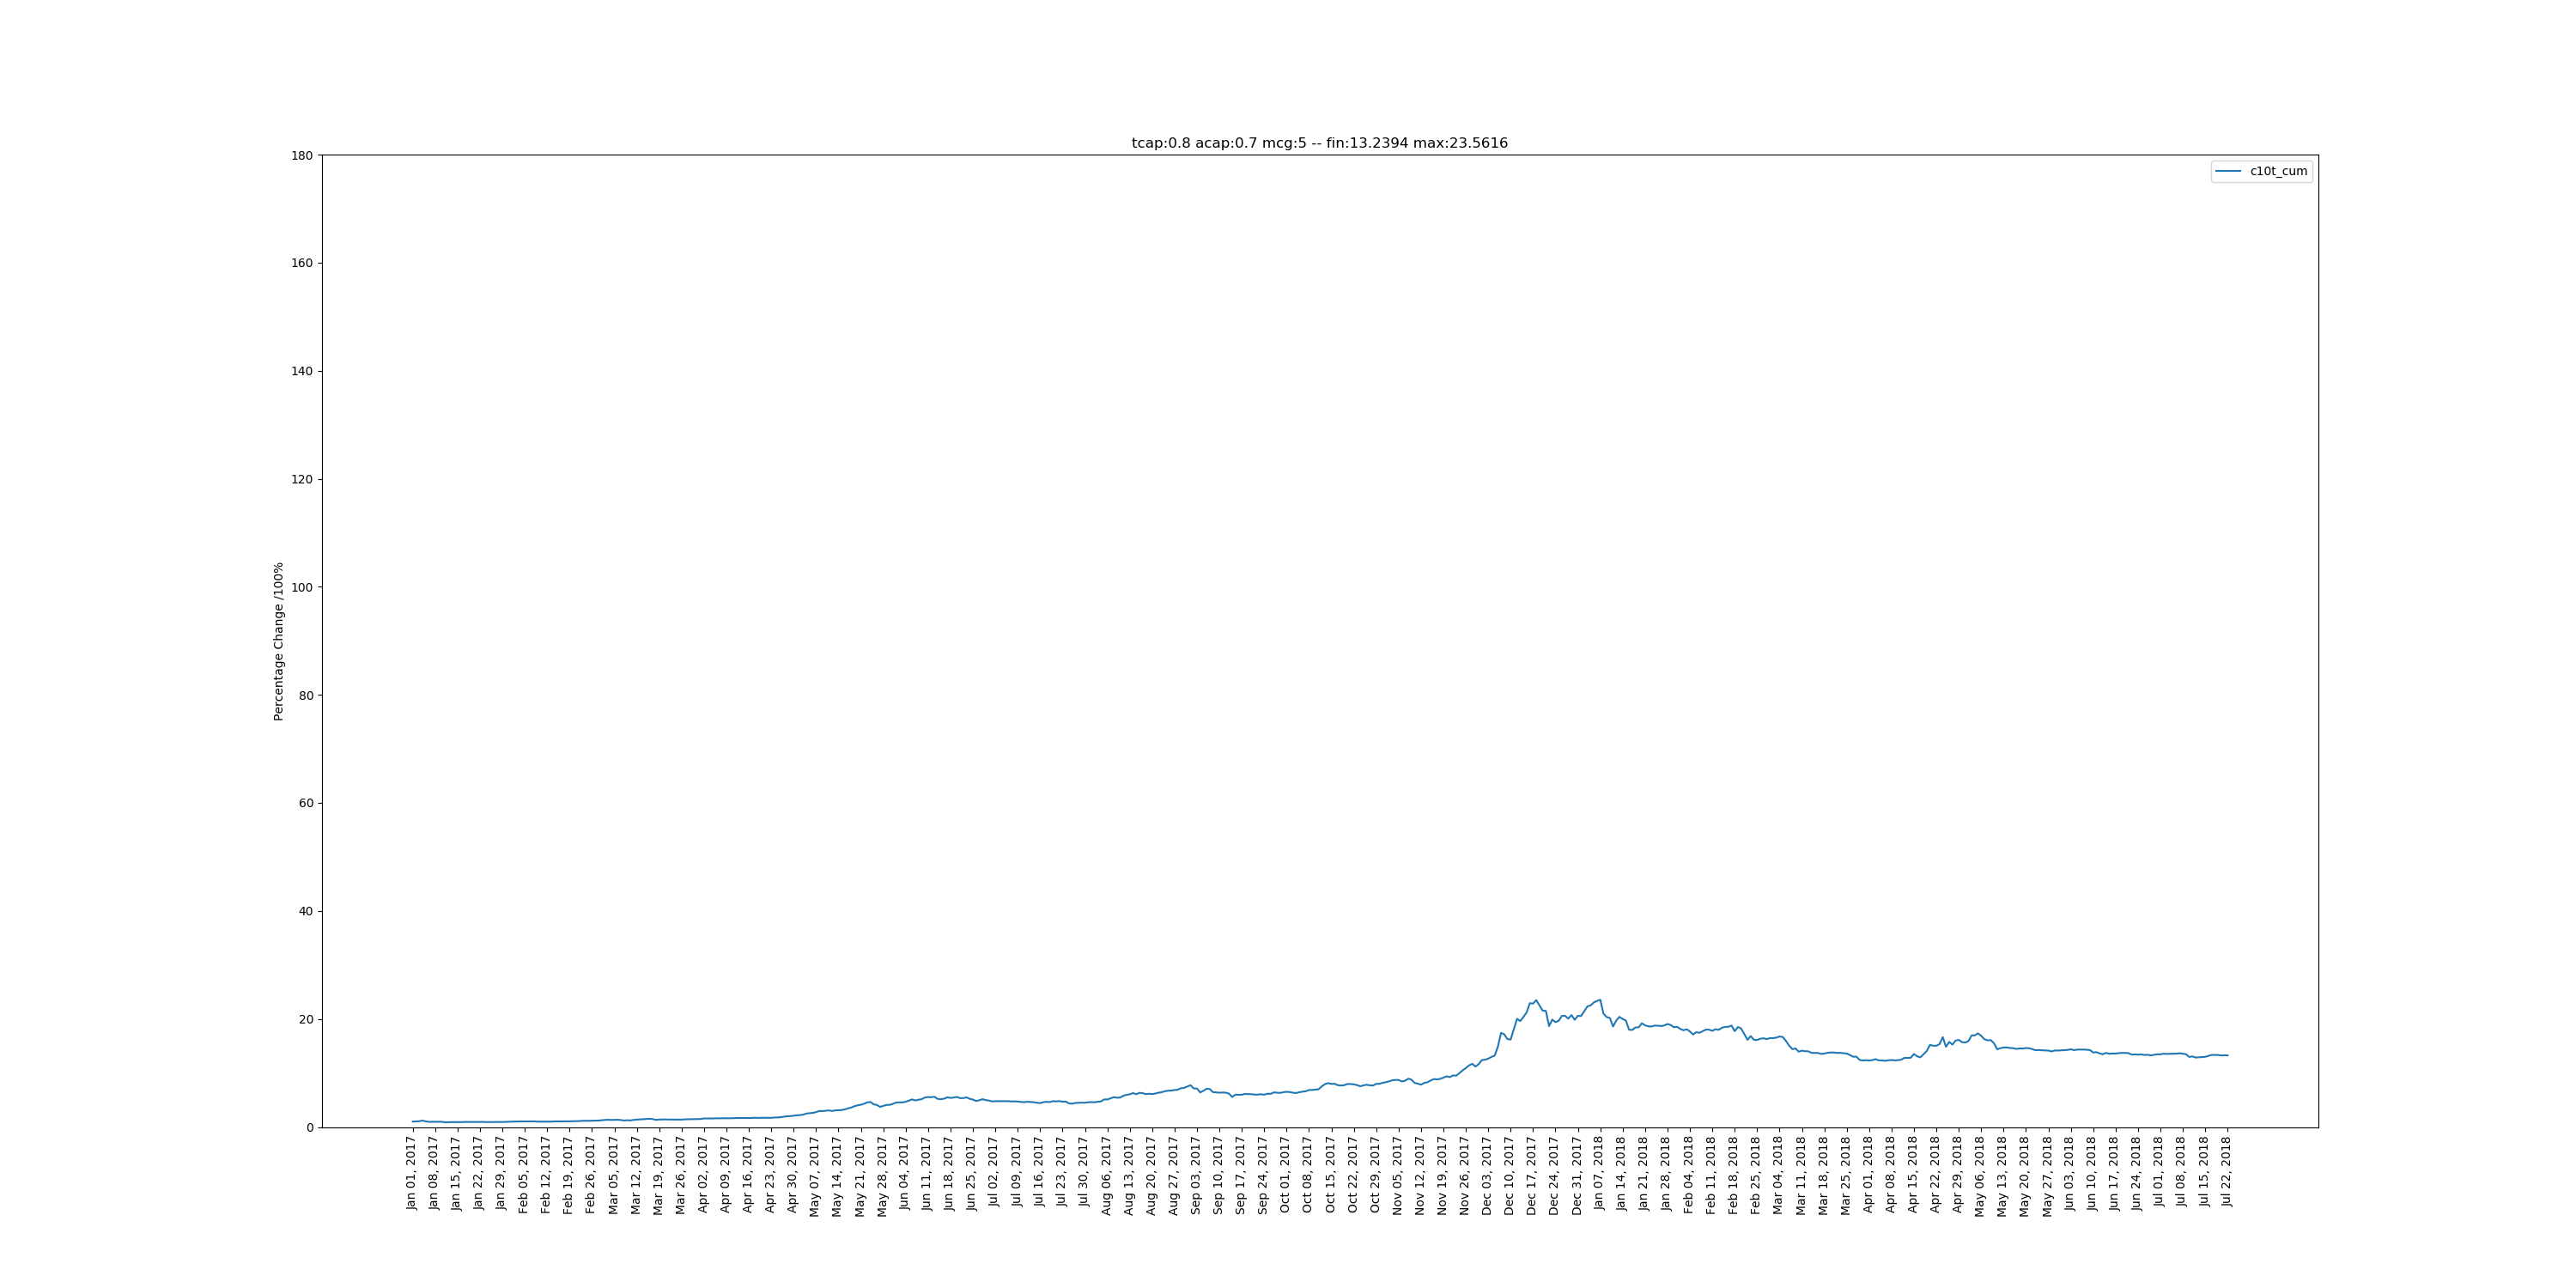 tcap:0.8 acap:0.7 mcg:5 -- fin:13.2394 max:23.5616
c10t_cum
Percentage Change /100%
180
160
140
120
100
80
60
40
20
0
Jan 01, 2017
Jan 08, 2017
Jan 15, 2017
Jan 22, 2017
Jan 29, 2017
Feb 05, 2017
Feb 12, 2017
Feb 19, 2017
Feb 26, 2017
Mar 05, 2017
Mar 12, 2017
Mar 19, 2017
Mar 26, 2017
Apr 02, 2017
Apr 09, 2017
Apr 16, 2017
Apr 23, 2017
Apr 30, 2017
May 07, 2017
May 14, 2017
May 21, 2017
May 28, 2017
Jun 04, 2017
Jun 11, 2017
Jun 18, 2017
Jun 25, 2017
Jul 02, 2017
Jul 09, 2017
Jul 16, 2017
Jul 23, 2017
Jul 30, 2017
Aug 06, 2017
Aug 13, 2017
Aug 20, 2017
Aug 27, 2017
Sep 03, 2017
Sep 10, 2017
Sep 17, 2017
Sep 24, 2017
Oct 01, 2017
Oct 08, 2017
Oct 15, 2017
Oct 22, 2017
Oct 29, 2017
Nov 05, 2017
Nov 12, 2017
Nov 19, 2017
Nov 26, 2017
Dec 03, 2017
Dec 10, 2017
Dec 17, 2017
Dec 24, 2017
Dec 31, 2017
Jan 07, 2018
Jan 14, 2018
Jan 21, 2018
Jan 28, 2018
Feb 04, 2018
Feb 11, 2018
Feb 18, 2018
Feb 25, 2018
Mar 04, 2018
Mar 11, 2018
Mar 18, 2018
Mar 25, 2018
Apr 01, 2018
Apr 08, 2018
Apr 15, 2018
Apr 22, 2018
Apr 29, 2018
May 06, 2018
May 13, 2018
May 20, 2018
May 27, 2018
Jun 03, 2018
Jun 10, 2018
Jun 17, 2018
Jun 24, 2018
Jul 01, 2018
Jul 08, 2018
Jul 15, 2018
Jul 22, 2018